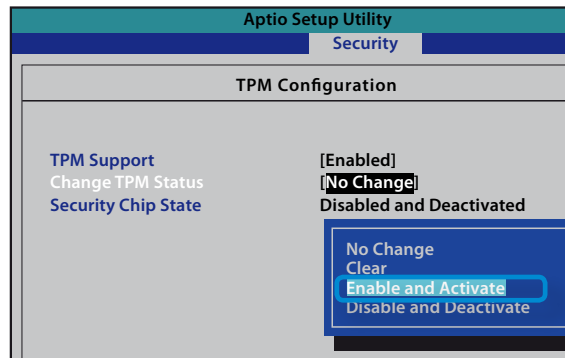 Aptio Setup Utility
Security
TPM Configuration
TPM Support [Enabled]
Change TPM Status [No Change]
Security Chip State Disabled and Deactivated
No Change
Clear
Enable and Activate
Disable and Deactivate